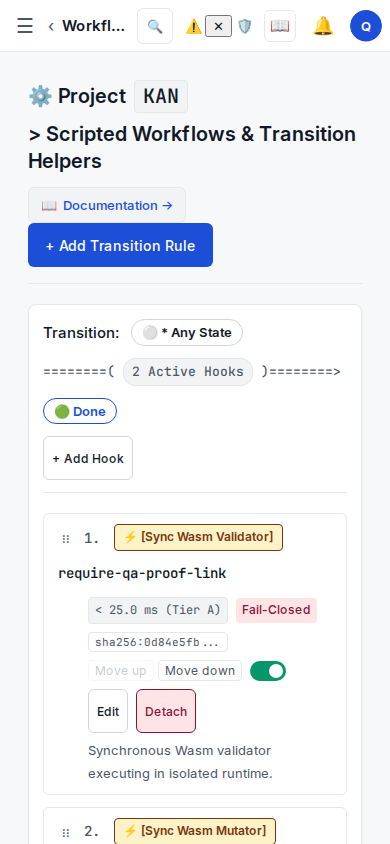 ☰ ‹ Workfl... 🔍 ⚠️ ✕ 🛡️ 📖 🔔 Q
⚙️ Project KAN
> Scripted Workflows & Transition
Helpers
📖 Documentation →
+ Add Transition Rule
Transition: ⚪ * Any State
========( 2 Active Hooks )========>
🟢 Done
+ Add Hook
⠿ 1. ⚡ [Sync Wasm Validator]
require-qa-proof-link
< 25.0 ms (Tier A) Fail-Closed
sha256:0d84e5fb...
Move up Move down
Edit Detach
Synchronous Wasm validator
executing in isolated runtime.
⠿ 2. ⚡ [Sync Wasm Mutator]